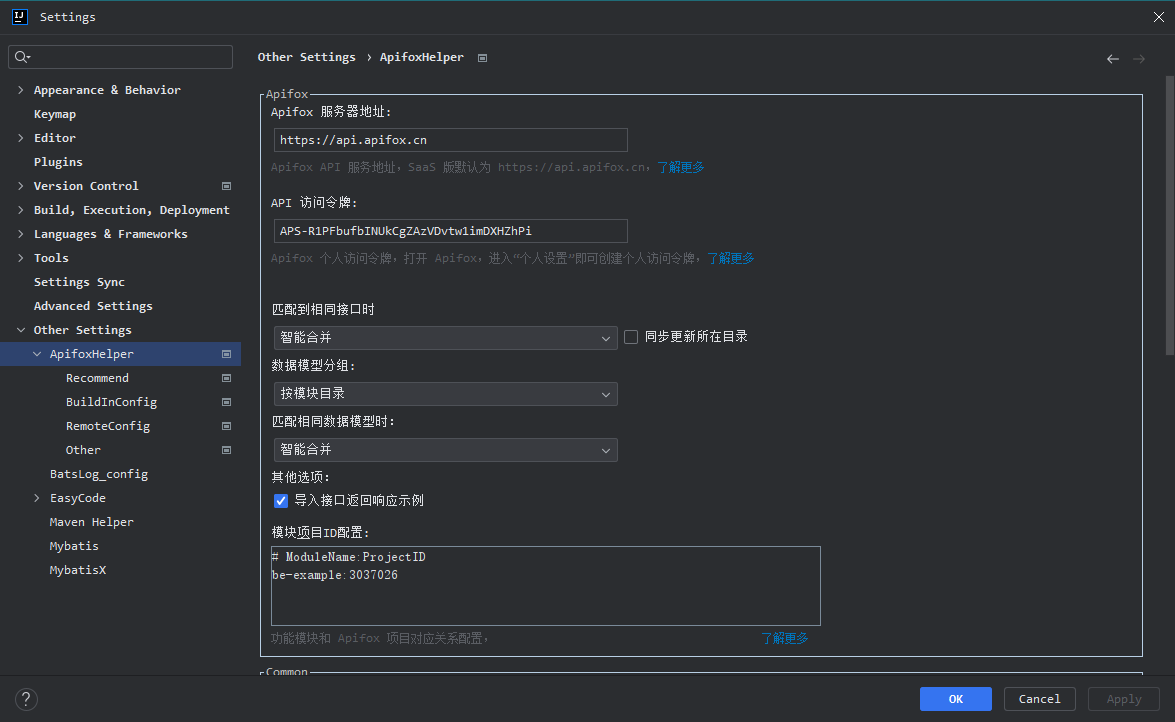 Settings
Other Settings › ApifoxHelper
Appearance & Behavior
Keymap
Editor
Plugins
Version Control
Build, Execution, Deployment
Languages & Frameworks
Tools
Settings Sync
Advanced Settings
Other Settings
ApifoxHelper
Recommend
BuildInConfig
RemoteConfig
Other
BatsLog_config
EasyCode
Maven Helper
Mybatis
MybatisX
Apifox
Apifox 服务器地址:
https://api.apifox.cn
Apifox API 服务地址，SaaS 版默认为 https://api.apifox.cn，了解更多
API 访问令牌:
APS-R1PFbufbINUkCgZAzVDvtw1imDXHZhPi
Apifox 个人访问令牌，打开 Apifox，进入“个人设置”即可创建个人访问令牌，了解更多
匹配到相同接口时
智能合并 同步更新所在目录
数据模型分组:
按模块目录
匹配相同数据模型时:
智能合并
其他选项:
导入接口返回响应示例
模块项目ID配置:
# ModuleName:ProjectID
be-example:3037026
功能模块和 Apifox 项目对应关系配置， 了解更多
Common
? OK Cancel Apply